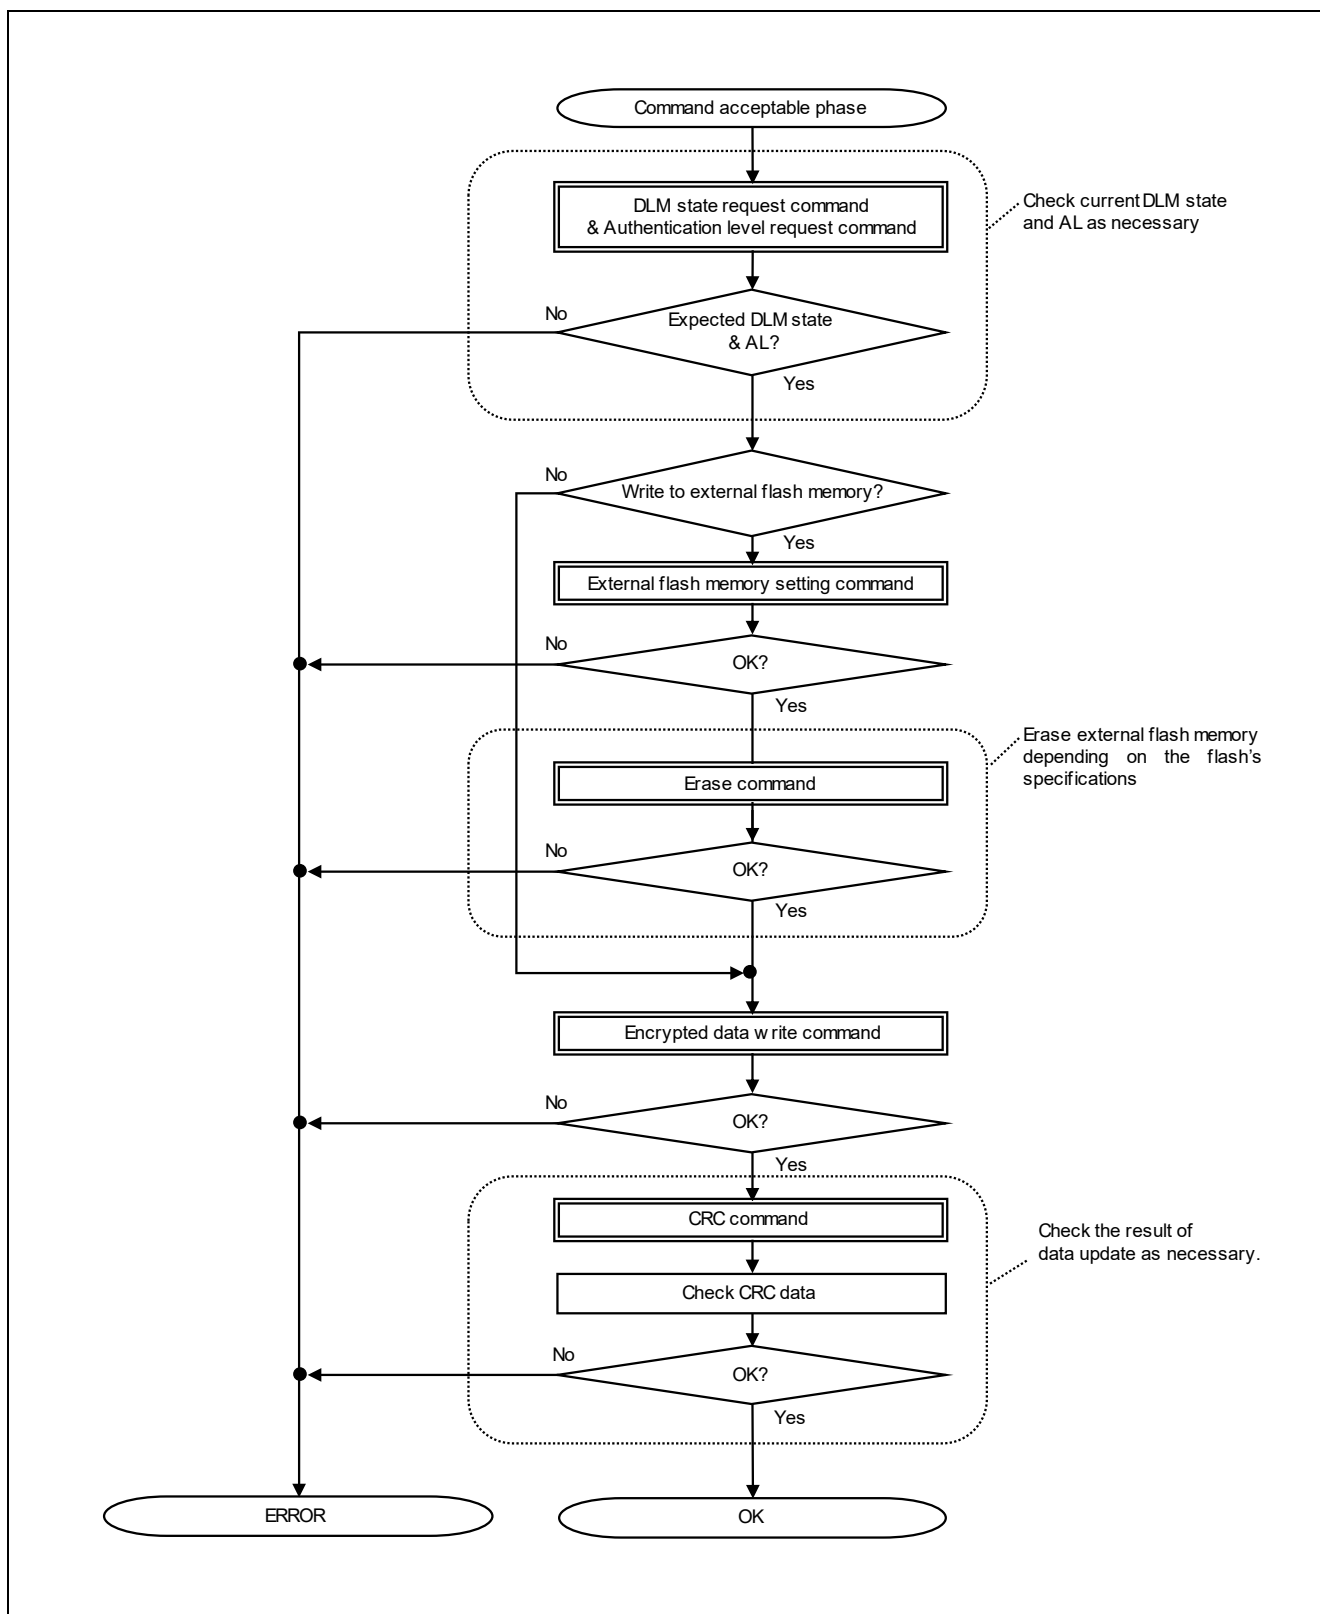 Command acceptable phase
DLM state request command
& Authentication level request command
Check current DLM state
and AL as necessary
No
Expected DLM state
& AL?
Yes
No
Write to external flash memory?
Yes
External flash memory setting command
No
OK?
Yes
Erase external flash memory
depending on the flash's
specifications
Erase command
No
OK?
Yes
Encrypted data write command
No
OK?
Yes
CRC command
Check the result of
data update as necessary.
Check CRC data
No
OK?
Yes
ERROR
OK